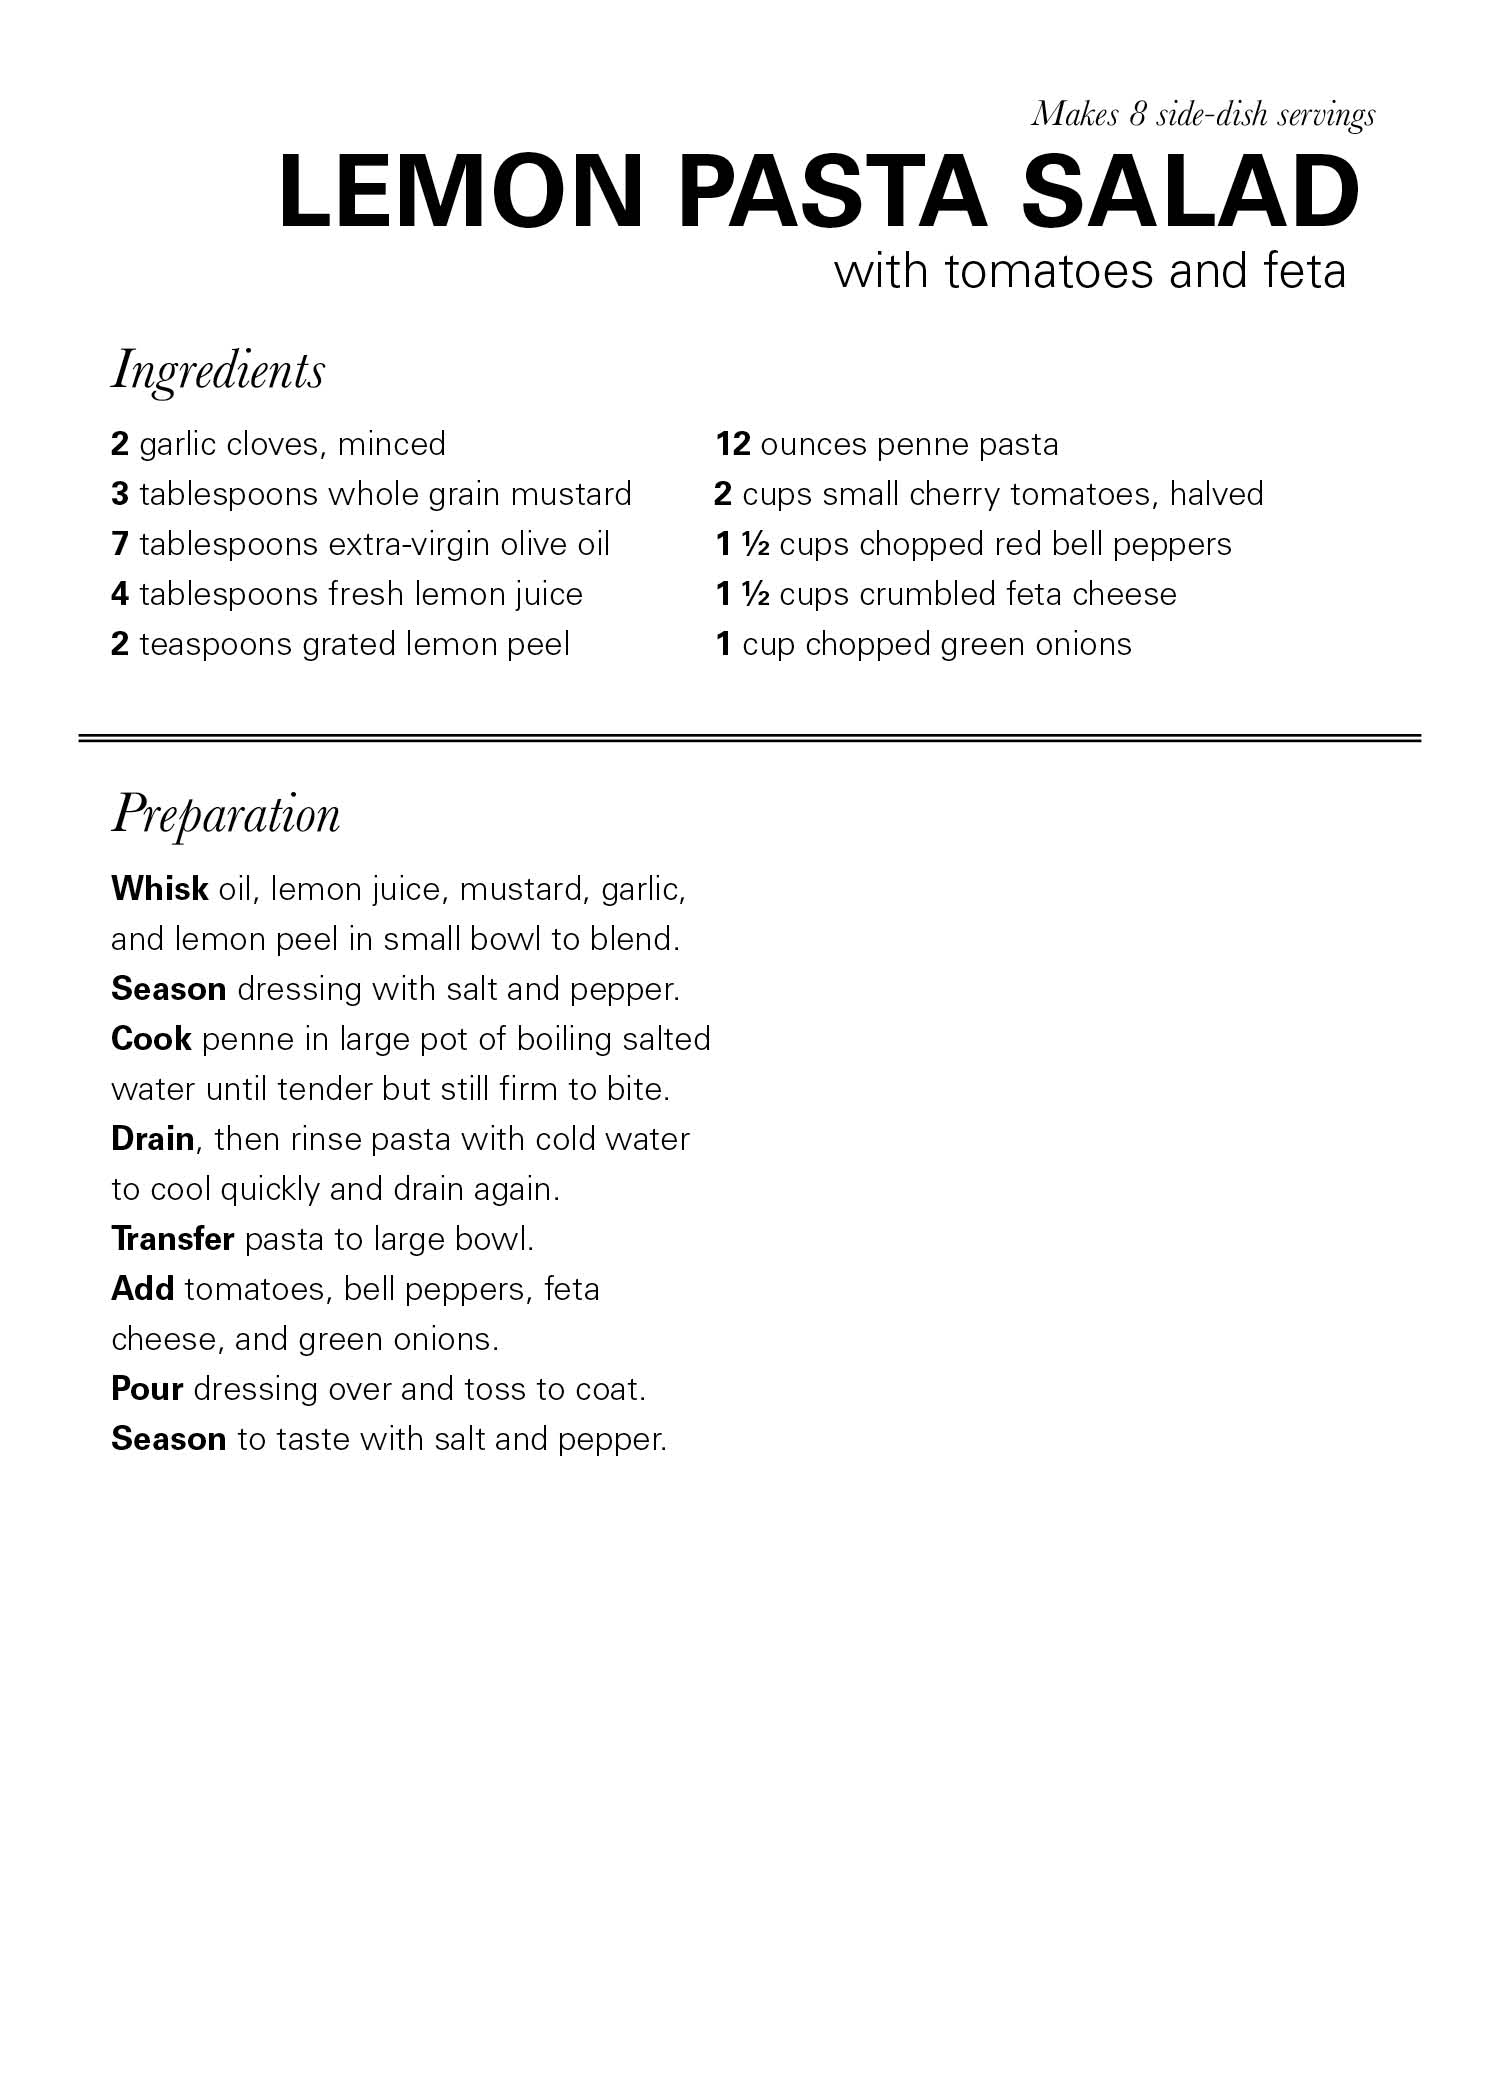 Makes 8 side-dish servings
LEMON PASTA SALAD
with tomatoes and feta
Ingredients
2 garlic cloves, minced
3 tablespoons whole grain mustard
7 tablespoons extra-virgin olive oil
4 tablespoons fresh lemon juice
2 teaspoons grated lemon peel
12 ounces penne pasta
2 cups small cherry tomatoes, halved
1 ½ cups chopped red bell peppers
1 ½ cups crumbled feta cheese
1 cup chopped green onions
Preparation
Whisk oil, lemon juice, mustard, garlic,
and lemon peel in small bowl to blend.
Season dressing with salt and pepper.
Cook penne in large pot of boiling salted
water until tender but still firm to bite.
Drain, then rinse pasta with cold water
to cool quickly and drain again.
Transfer pasta to large bowl.
Add tomatoes, bell peppers, feta
cheese, and green onions.
Pour dressing over and toss to coat.
Season to taste with salt and pepper.